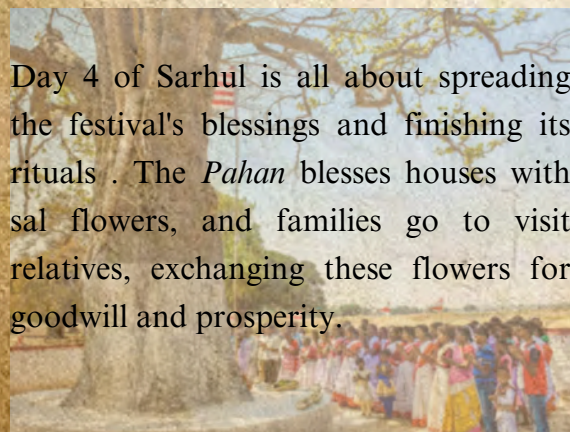 Day 4 of Sarhul is all about spreading
the festival's blessings and finishing its
rituals . The Pahan blesses houses with
sal flowers, and families go to visit
relatives, exchanging these flowers for
goodwill and prosperity.